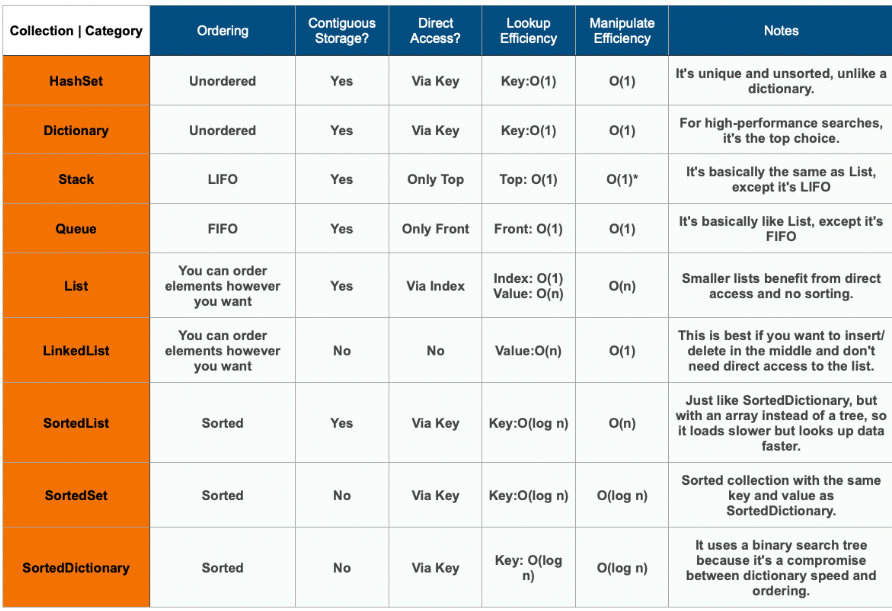 Collection | Category
Ordering
Contiguous
Storage?
Direct
Access?
Lookup
Efficiency
Manipulate
Efficiency
Notes
HashSet
Unordered
Yes
Via Key
Key:O(1)
O(1)
It's unique and unsorted, unlike a
dictionary.
Dictionary
Unordered
Yes
Via Key
Key:O(1)
O(1)
For high-performance searches,
it's the top choice.
Stack
LIFO
Yes
Only Top
Top: O(1)
O(1)*
It's basically the same as List,
except it's LIFO
Queue
FIFO
Yes
Only Front
Front: O(1)
O(1)
It's basically like List, except it's
FIFO
List
You can order
elements however
you want
Yes
Via Index
Index: O(1)
Value: O(n)
O(n)
Smaller lists benefit from direct
access and no sorting.
LinkedList
You can order
elements however
you want
No
No
Value:O(n)
O(1)
This is best if you want to insert/
delete in the middle and don't
need direct access to the list.
SortedList
Sorted
Yes
Via Key
Key:O(log n)
O(n)
Just like SortedDictionary, but
with an array instead of a tree, so
it loads slower but looks up data
faster.
SortedSet
Sorted
No
Via Key
Key:O(log n)
O(log n)
Sorted collection with the same
key and value as
SortedDictionary.
SortedDictionary
Sorted
No
Via Key
Key: O(log
n)
O(log n)
It uses a binary search tree
because it's a compromise
between dictionary speed and
ordering.